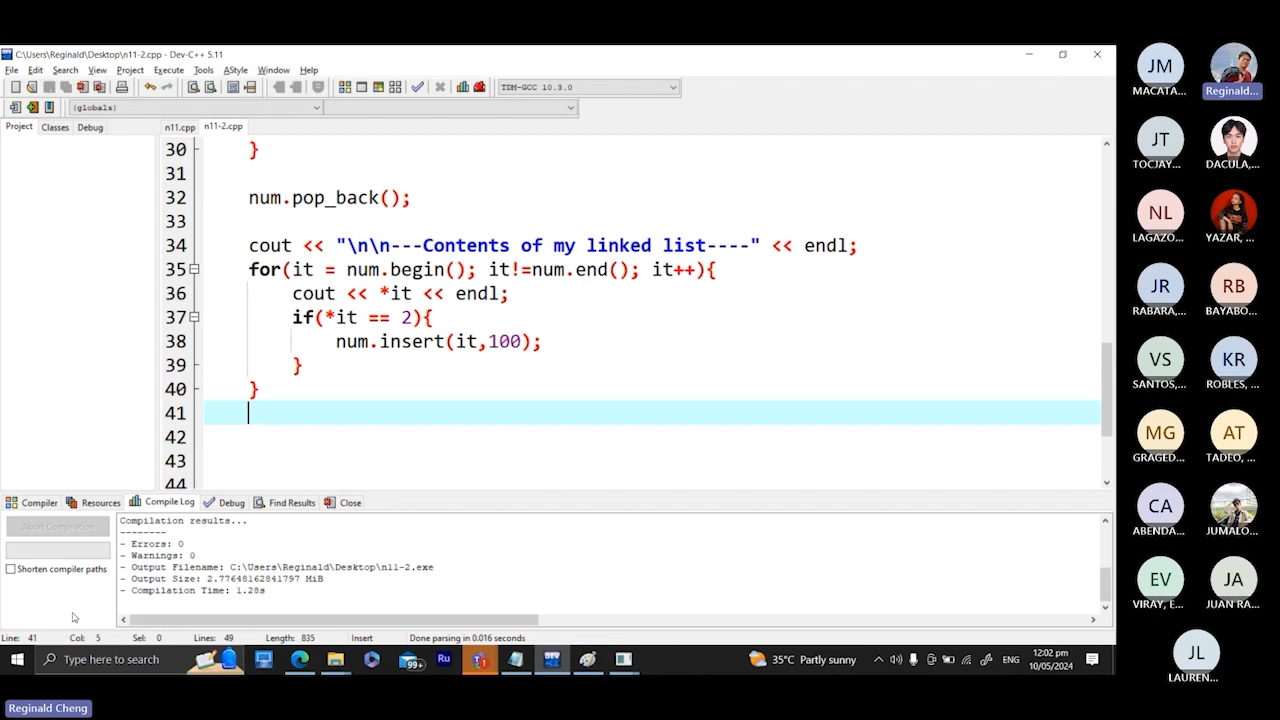 C:\Users\Reginald\Desktop\n11-2.cpp - Dev-C++ 5.11
File Edit Search View Project Execute Tools AStyle Window Help
TDM-GCC 10.3.0
(globals)
Project Classes Debug
n11.cpp n11-2.cpp
30 }
31
32 num.pop_back();
33
34 cout << "\n\n---Contents of my linked list----" << endl;
35 for(it = num.begin(); it!=num.end(); it++){
36 cout << *it << endl;
37 if(*it == 2){
38 num.insert(it,100);
39 }
40 }
41
42
43
44
Compiler Resources Compile Log Debug Find Results Close
Abort Compilation
Shorten compiler paths
Compilation results...
--------
- Errors: 0
- Warnings: 0
- Output Filename: C:\Users\Reginald\Desktop\n11-2.exe
- Output Size: 2.77648162841797 MiB
- Compilation Time: 1.28s
Line: 41 Col: 5 Sel: 0 Lines: 49 Length: 835 Insert Done parsing in 0.016 seconds
Type here to search
99+
Ru
1
DEV
35°C Partly sunny
ENG
12:02 pm
10/05/2024
Reginald Cheng
JM
MACATA...
Reginald...
JT
TOCJAY...
DACULA,...
NL
LAGAZO...
YAZAR, ...
JR
RABARA,...
RB
BAYABO...
VS
SANTOS,...
KR
ROBLES, ...
MG
GRAGED...
AT
TADEO, ...
CA
ABENDA...
JUMALO...
EV
VIRAY, E...
JA
JUAN RA...
JL
LAUREN...